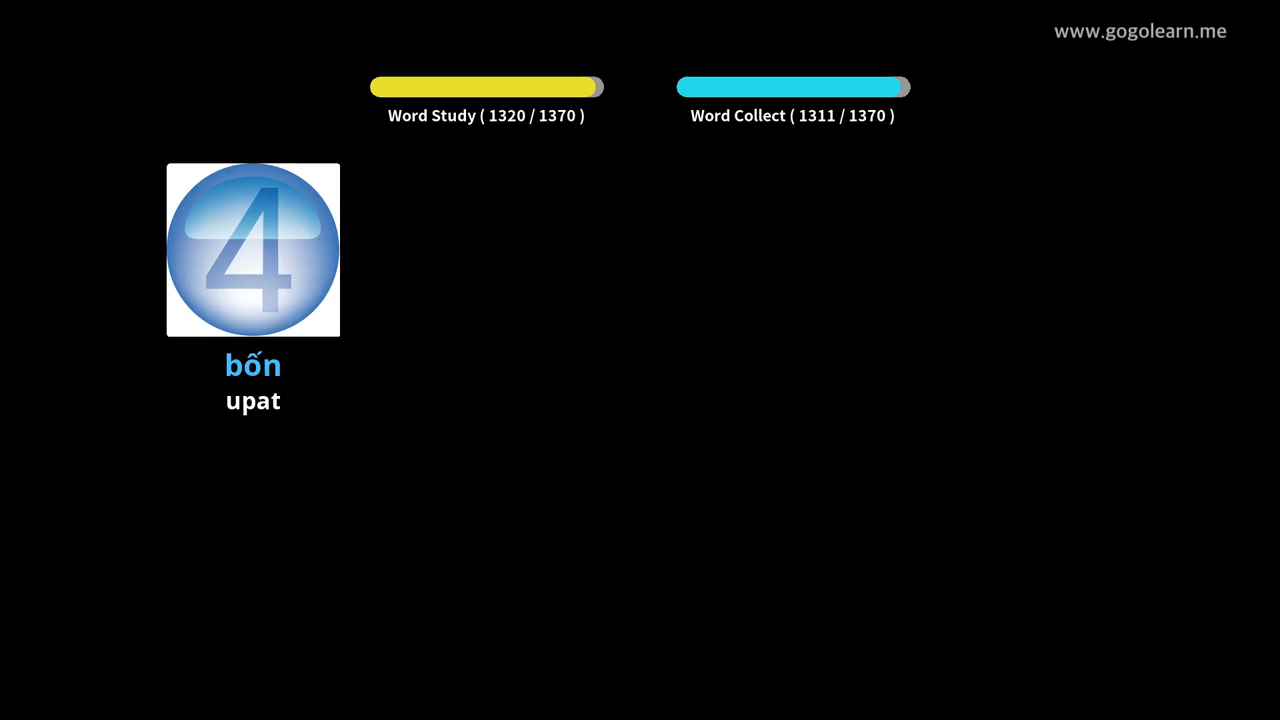 www.gogolearn.me
Word Study ( 1320 / 1370 )
Word Collect ( 1311 / 1370 )
4
bốn
upat